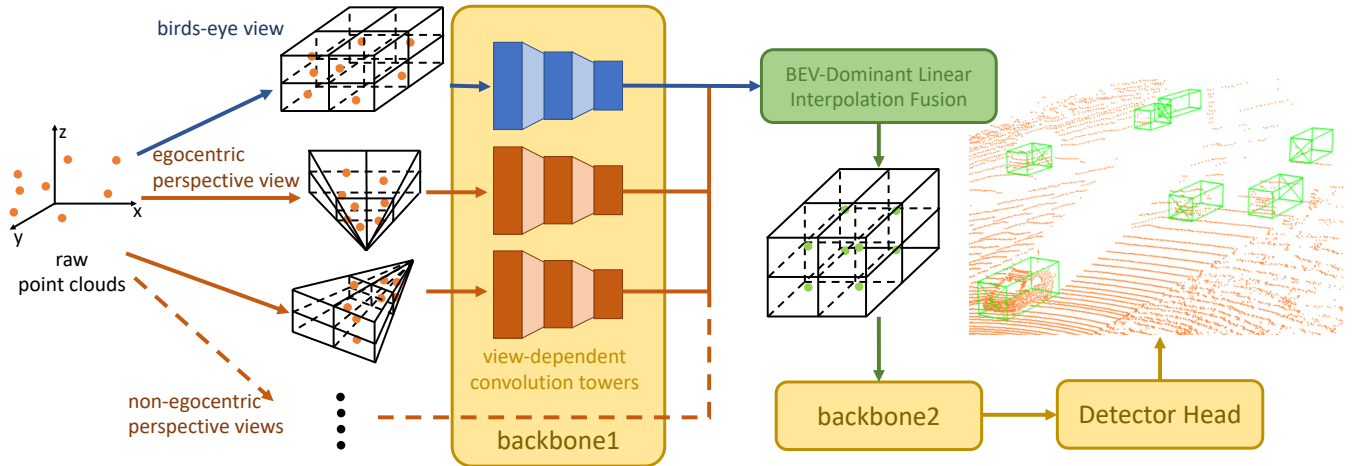 birds-eye view
z
x
y
egocentric
perspective view
raw
point clouds
non-egocentric
perspective views
view-dependent
convolution towers
backbone1
BEV-Dominant Linear
Interpolation Fusion
backbone2
Detector Head